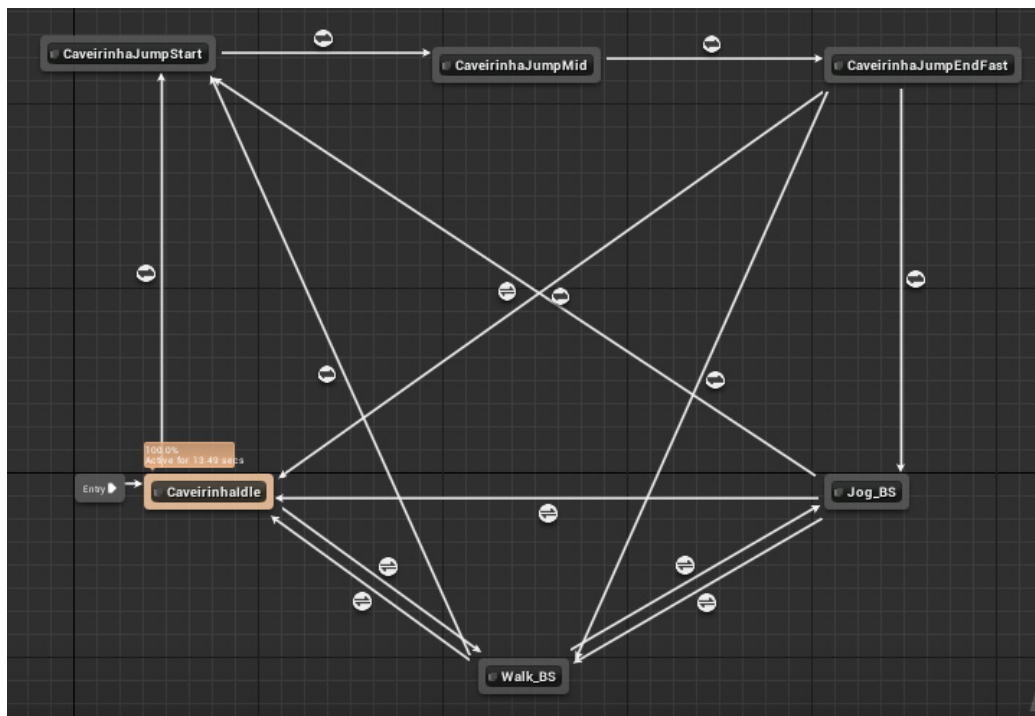 CaveirinhaJumpStart
CaveirinhaJumpMid
CaveirinhaJumpEndFast
100.0%
Active for 13.49 secs
Entry
CaveirinhaIdle
Jog_BS
Walk_BS